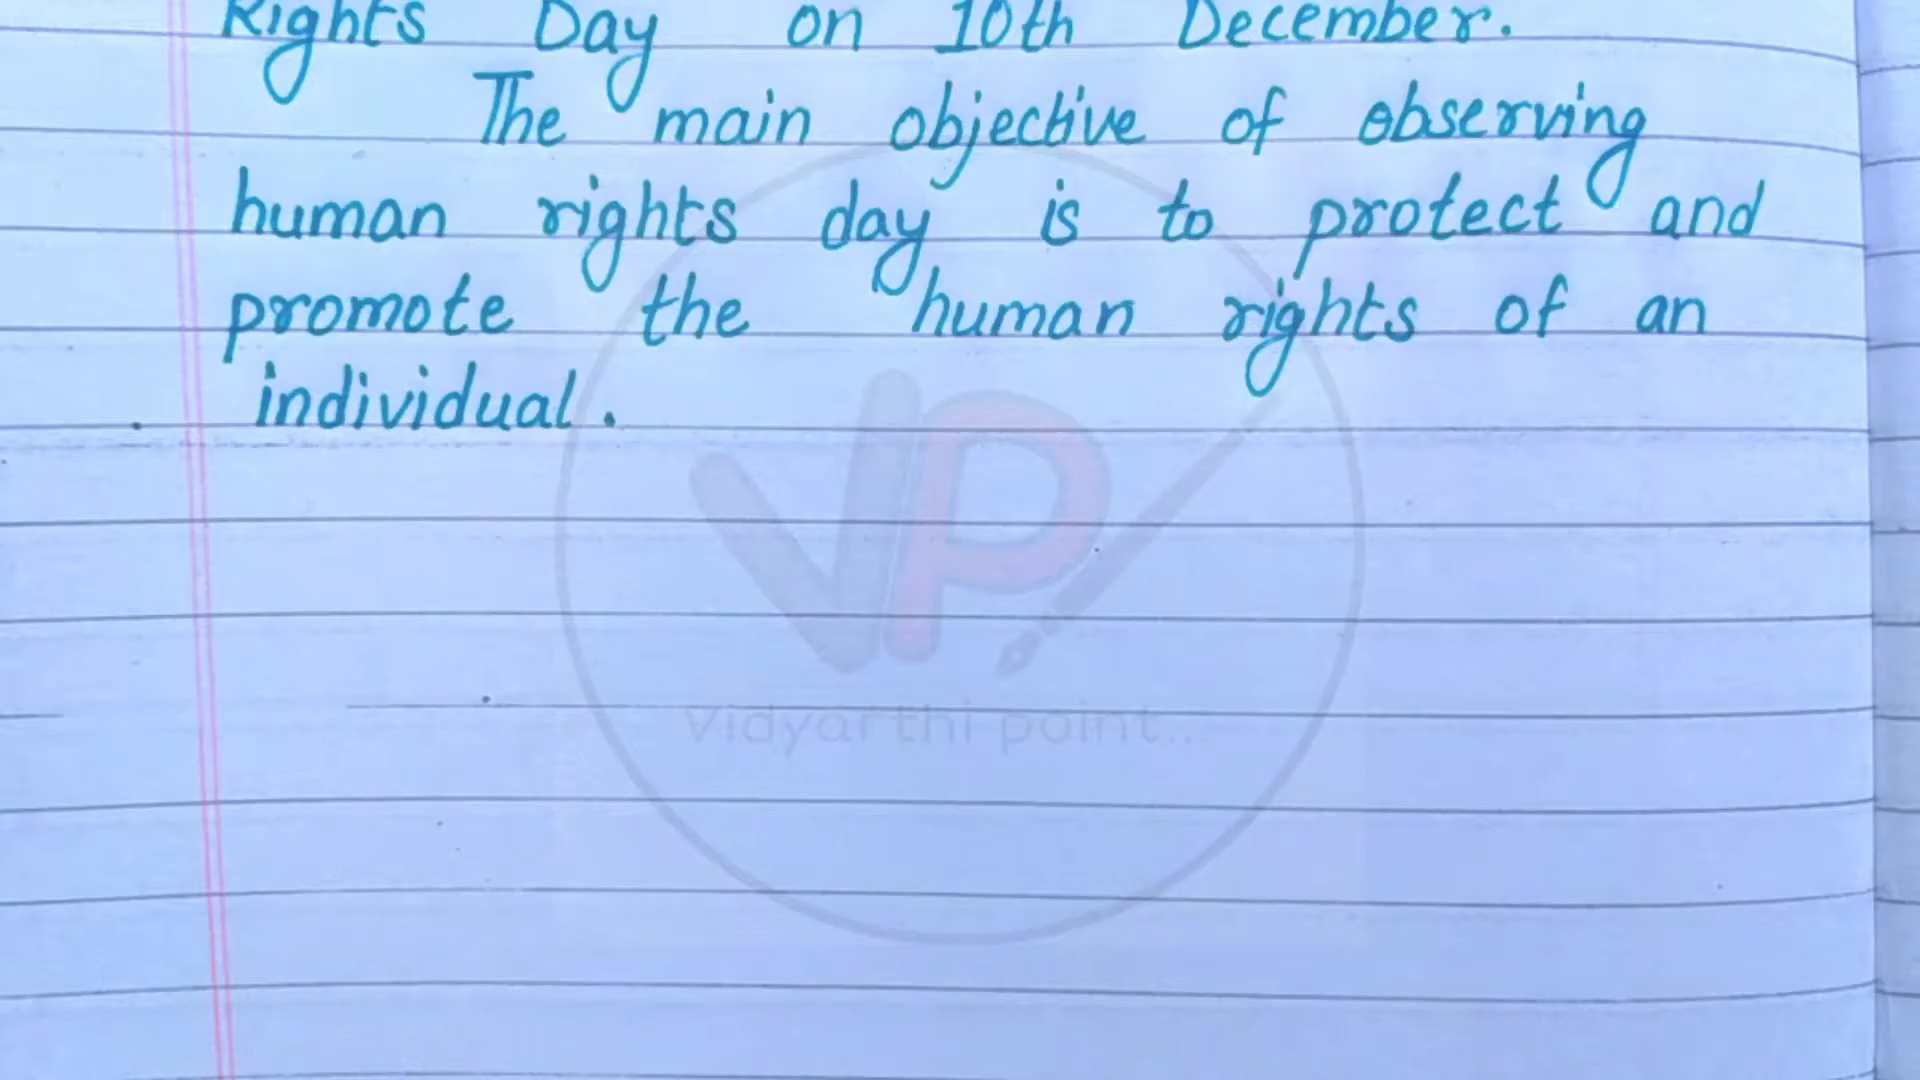 Rights Day on 10th December.
The main objective of observing
human rights day is to protect and
promote the human rights of an
individual.
VP
Vidyarthi point...